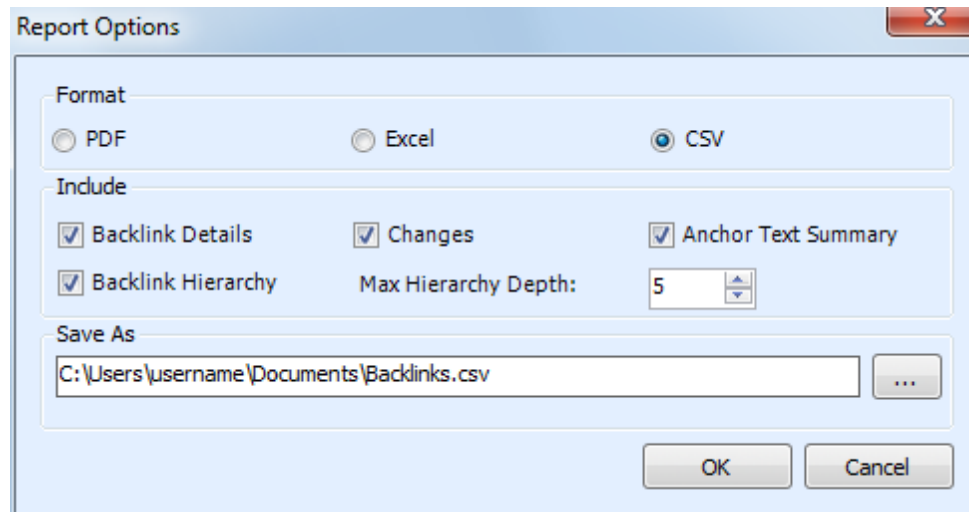 Report Options
Format
PDF Excel CSV
Include
Backlink Details Changes Anchor Text Summary
Backlink Hierarchy Max Hierarchy Depth: 5
Save As
C:\Users\username\Documents\Backlinks.csv ...
OK Cancel